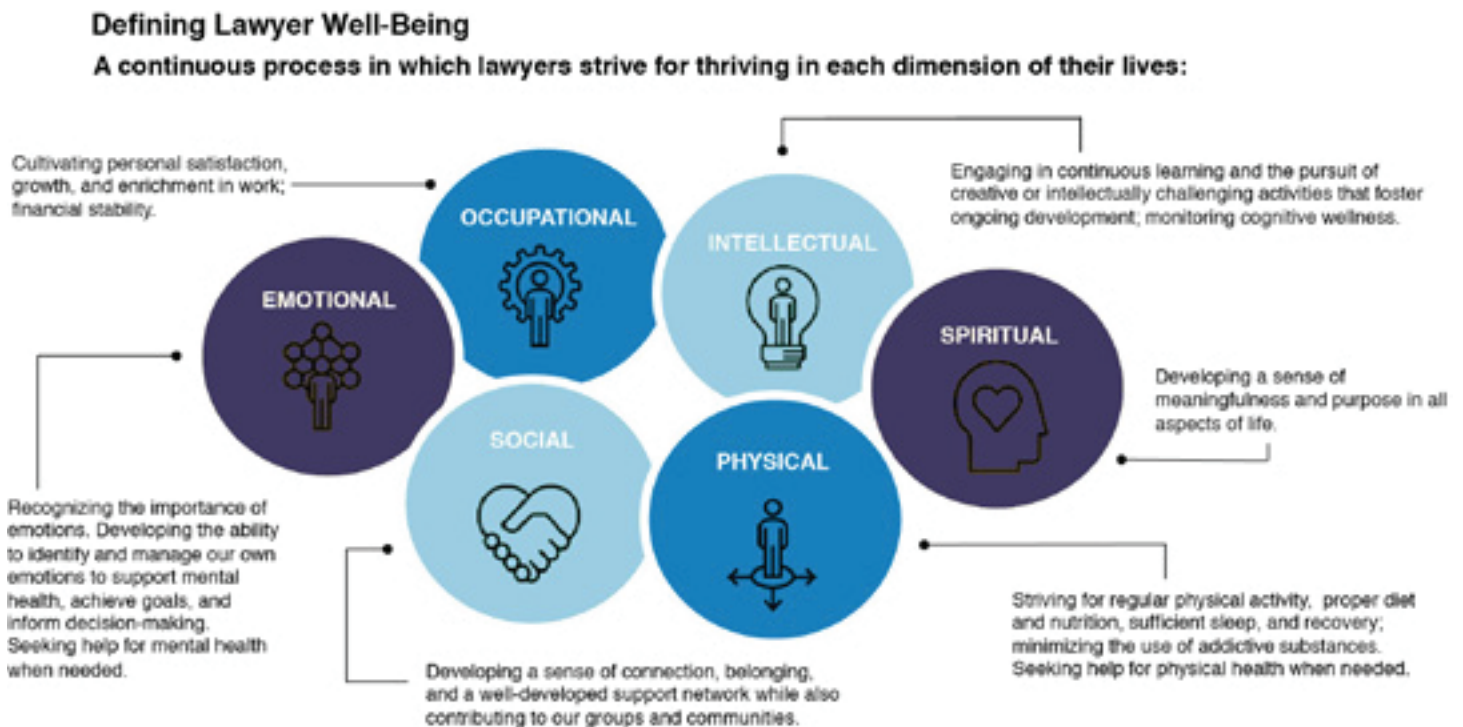 Defining Lawyer Well-Being
A continuous process in which lawyers strive for thriving in each dimension of their lives:
Cultivating personal satisfaction,
growth, and enrichment in work;
financial stability.
OCCUPATIONAL
INTELLECTUAL
Engaging in continuous learning and the pursuit of
creative or intellectually challenging activities that foster
ongoing development; monitoring cognitive wellness.
EMOTIONAL
SPIRITUAL
Developing a sense of
meaningfulness and purpose in all
aspects of life.
SOCIAL
PHYSICAL
Recognizing the importance of
emotions. Developing the ability
to identify and manage our own
emotions to support mental
health, achieve goals, and
inform decision-making.
Seeking help for mental health
when needed.
Developing a sense of connection, belonging,
and a well-developed support network while also
contributing to our groups and communities.
Striving for regular physical activity, proper diet
and nutrition, sufficient sleep, and recovery;
minimizing the use of addictive substances.
Seeking help for physical health when needed.